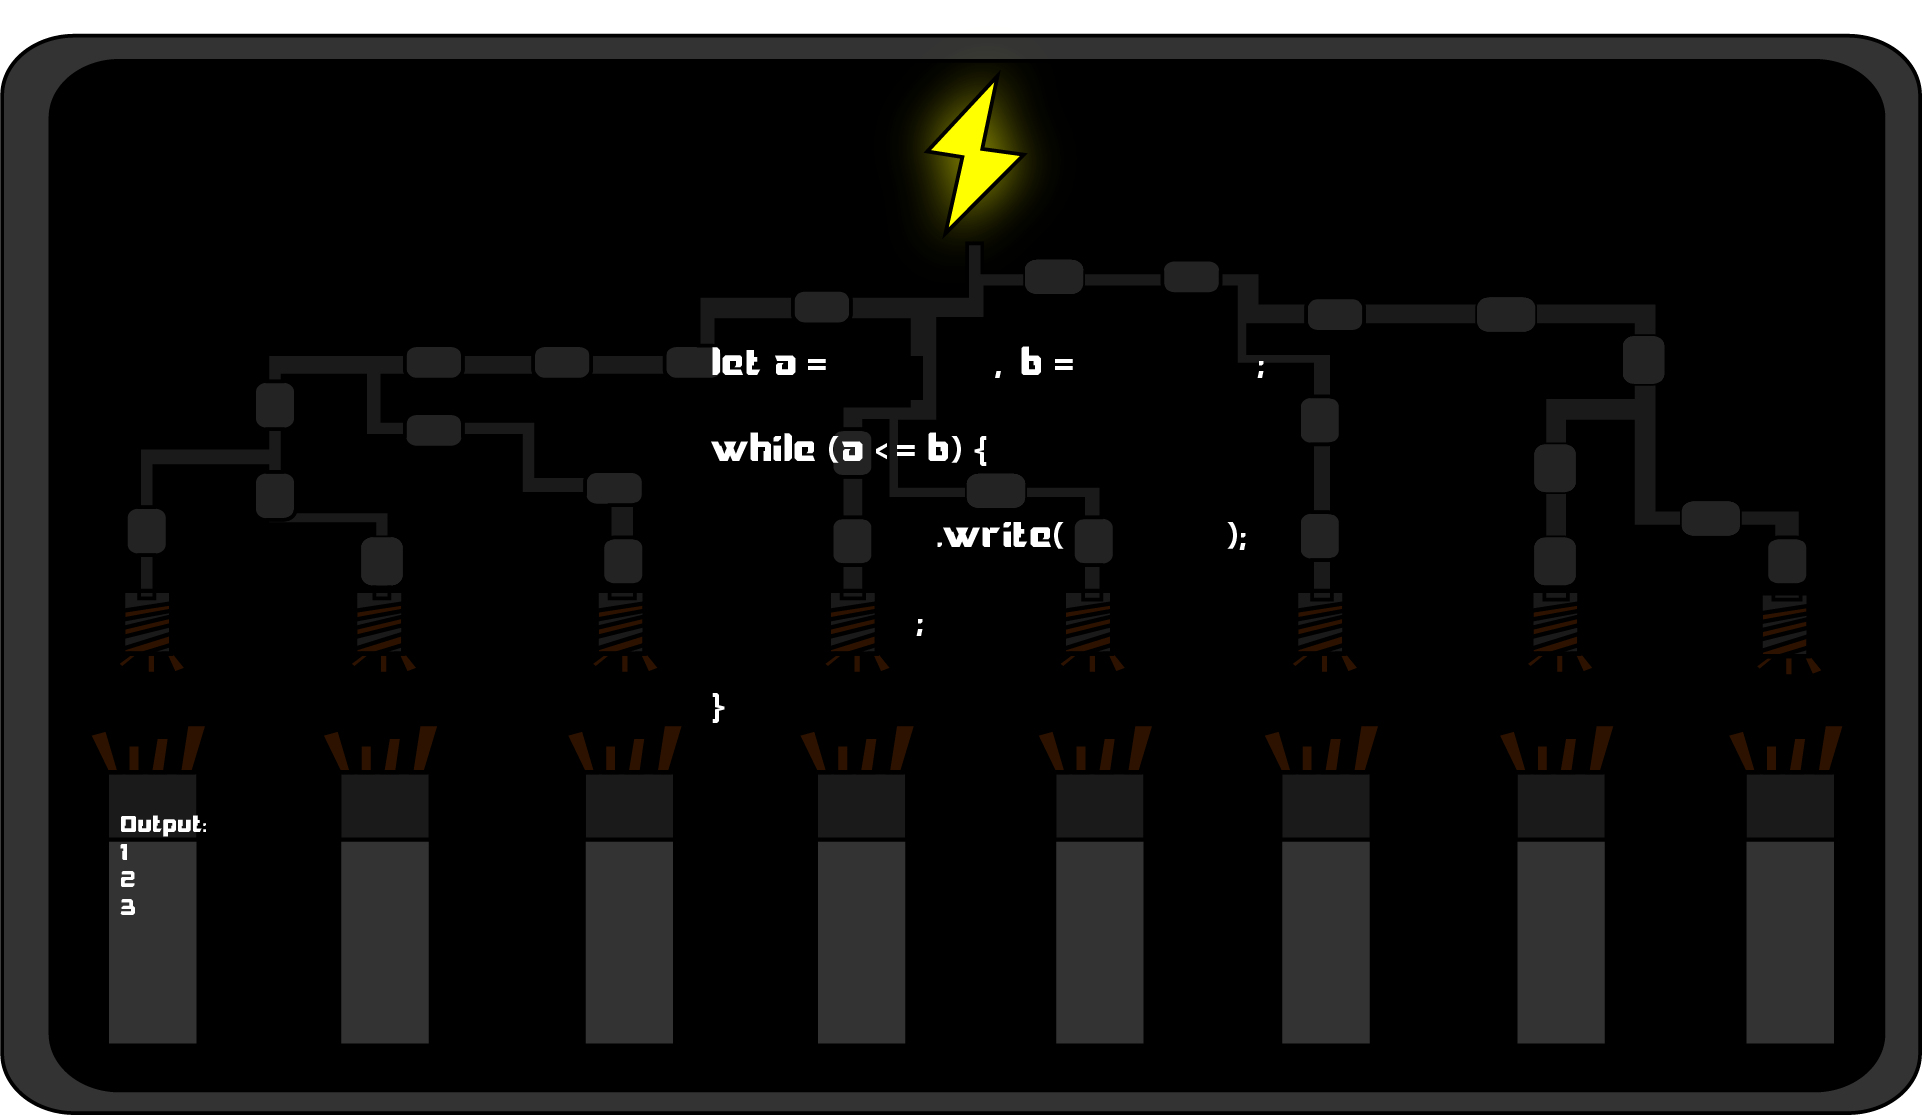 let a = , b = ;
while (a <= b) {
.write( );
;
}
Output:
1
2
3